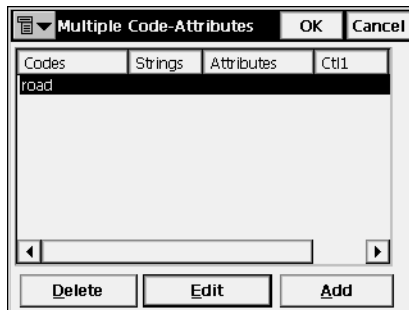 Multiple Code-Attributes OK Cancel
Codes Strings Attributes Ctl1
road
Delete Edit Add